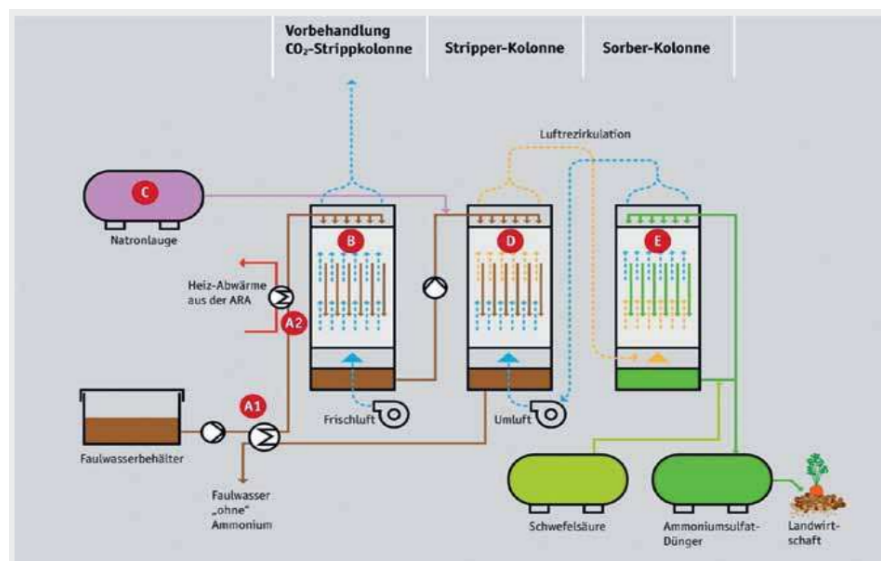 Vorbehandlung
CO₂-Strippkolonne
Stripper-Kolonne
Sorber-Kolonne
Luftrezirkulation
C
Natronlauge
B
D
E
Heiz-Abwärme
aus der ARA
A2
A1
Frischluft
Umluft
Faulwasserbehälter
Faulwasser
„ohne"
Ammonium
Schwefelsäure
Ammoniumsulfat-
Dünger
Landwirt-
schaft